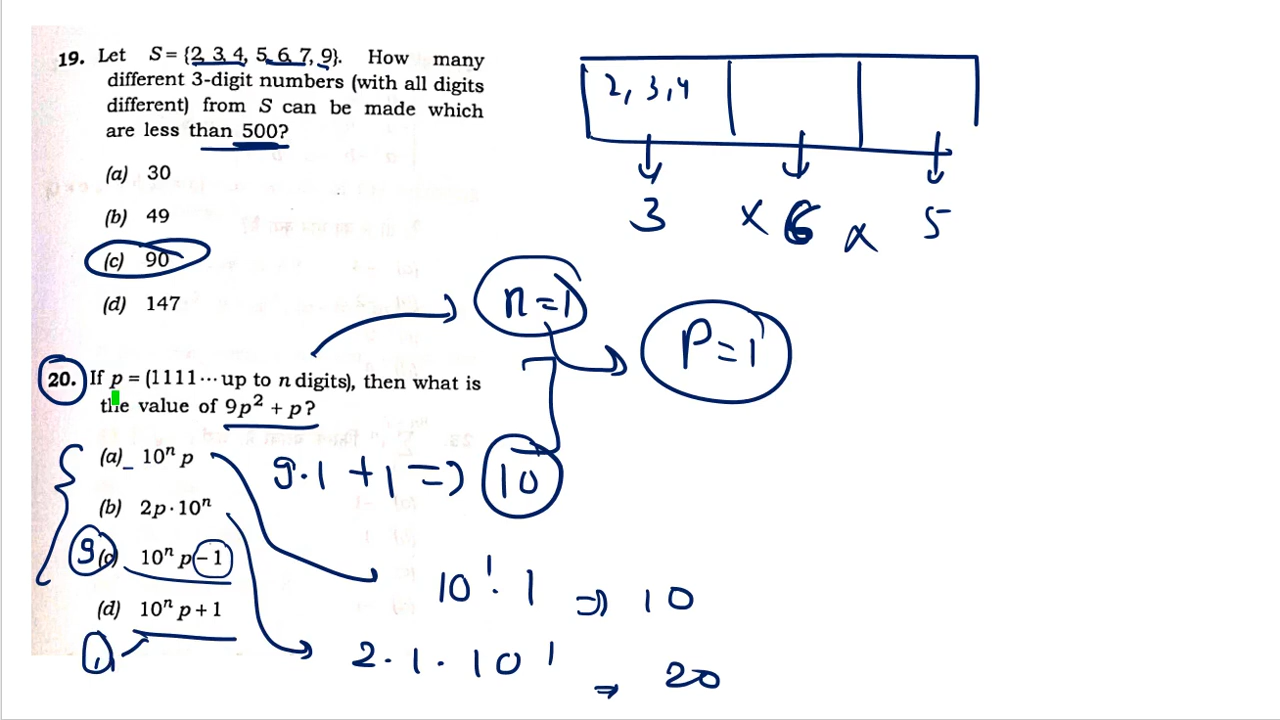 19. Let S = {2, 3, 4, 5, 6, 7, 9}. How many
different 3-digit numbers (with all digits
different) from S can be made which
are less than 500?
(a) 30
(b) 49
(c) 90
(d) 147
2, 3, 4
3 × 6 × 5
n = 1
P = 1
20. If p = (1111... up to n digits), then what is
the value of 9p² + p?
(a) 10ⁿ p
(b) 2p·10ⁿ
(c) 10ⁿ p − 1
(d) 10ⁿ p + 1
9·1 + 1 ⇒ 10
9
10¹·1 ⇒ 10
2·1·10¹ ⇒ 20